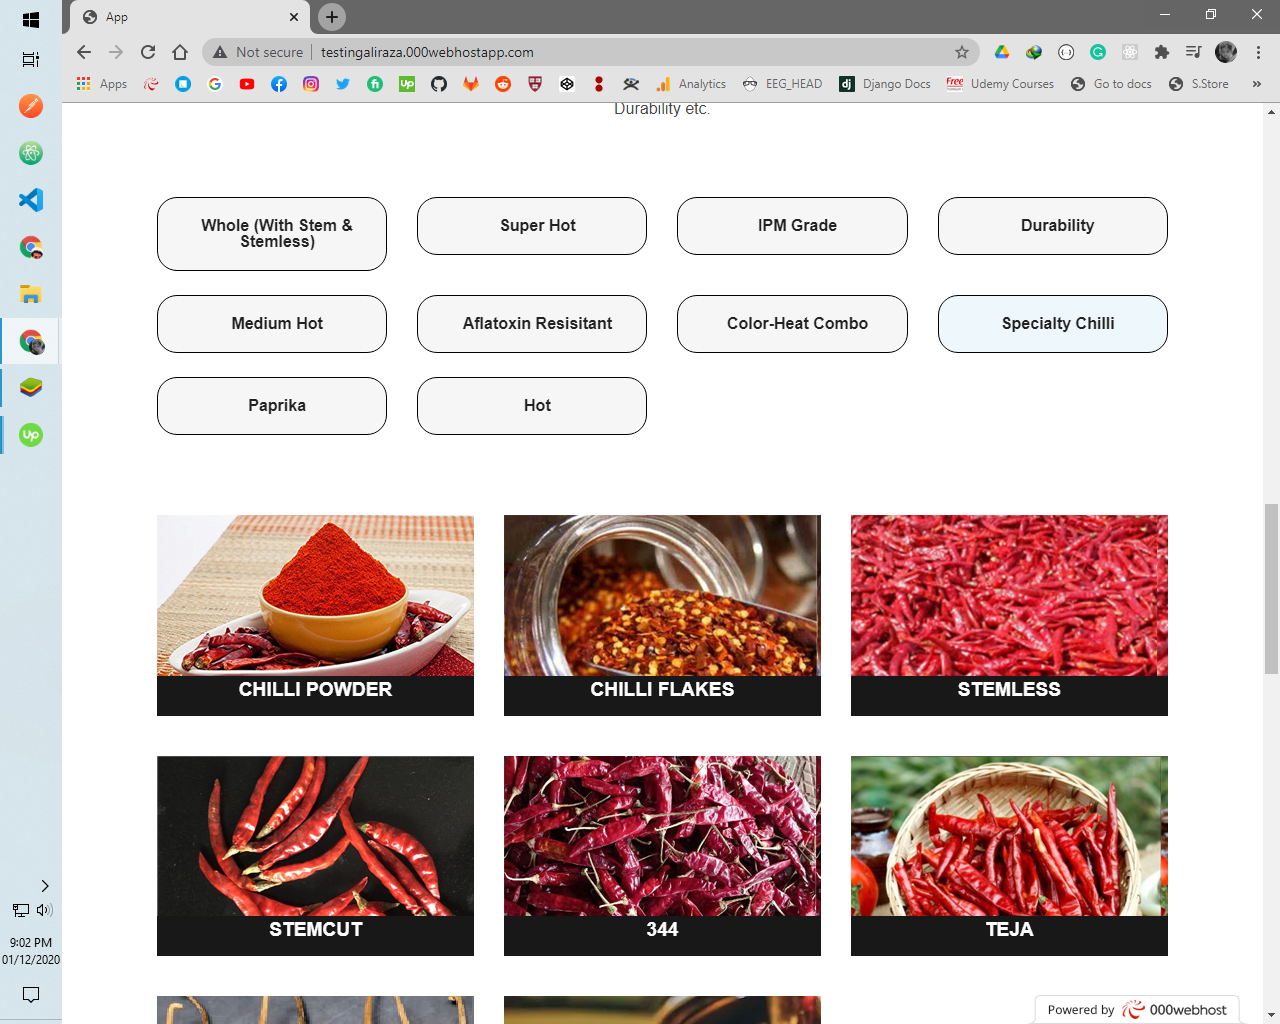 App
Not secure
testingaliraza.000webhostapp.com
Apps
Analytics
EEG_HEAD
dj
Django Docs
Free
Udemy Courses
Go to docs
S.Store
»
Durability etc.
Whole (With Stem &
Stemless)
Super Hot
IPM Grade
Durability
Medium Hot
Aflatoxin Resisitant
Color-Heat Combo
Specialty Chilli
Paprika
Hot
CHILLI POWDER
CHILLI FLAKES
STEMLESS
STEMCUT
344
TEJA
9:02 PM
01/12/2020
Powered by
000webhost